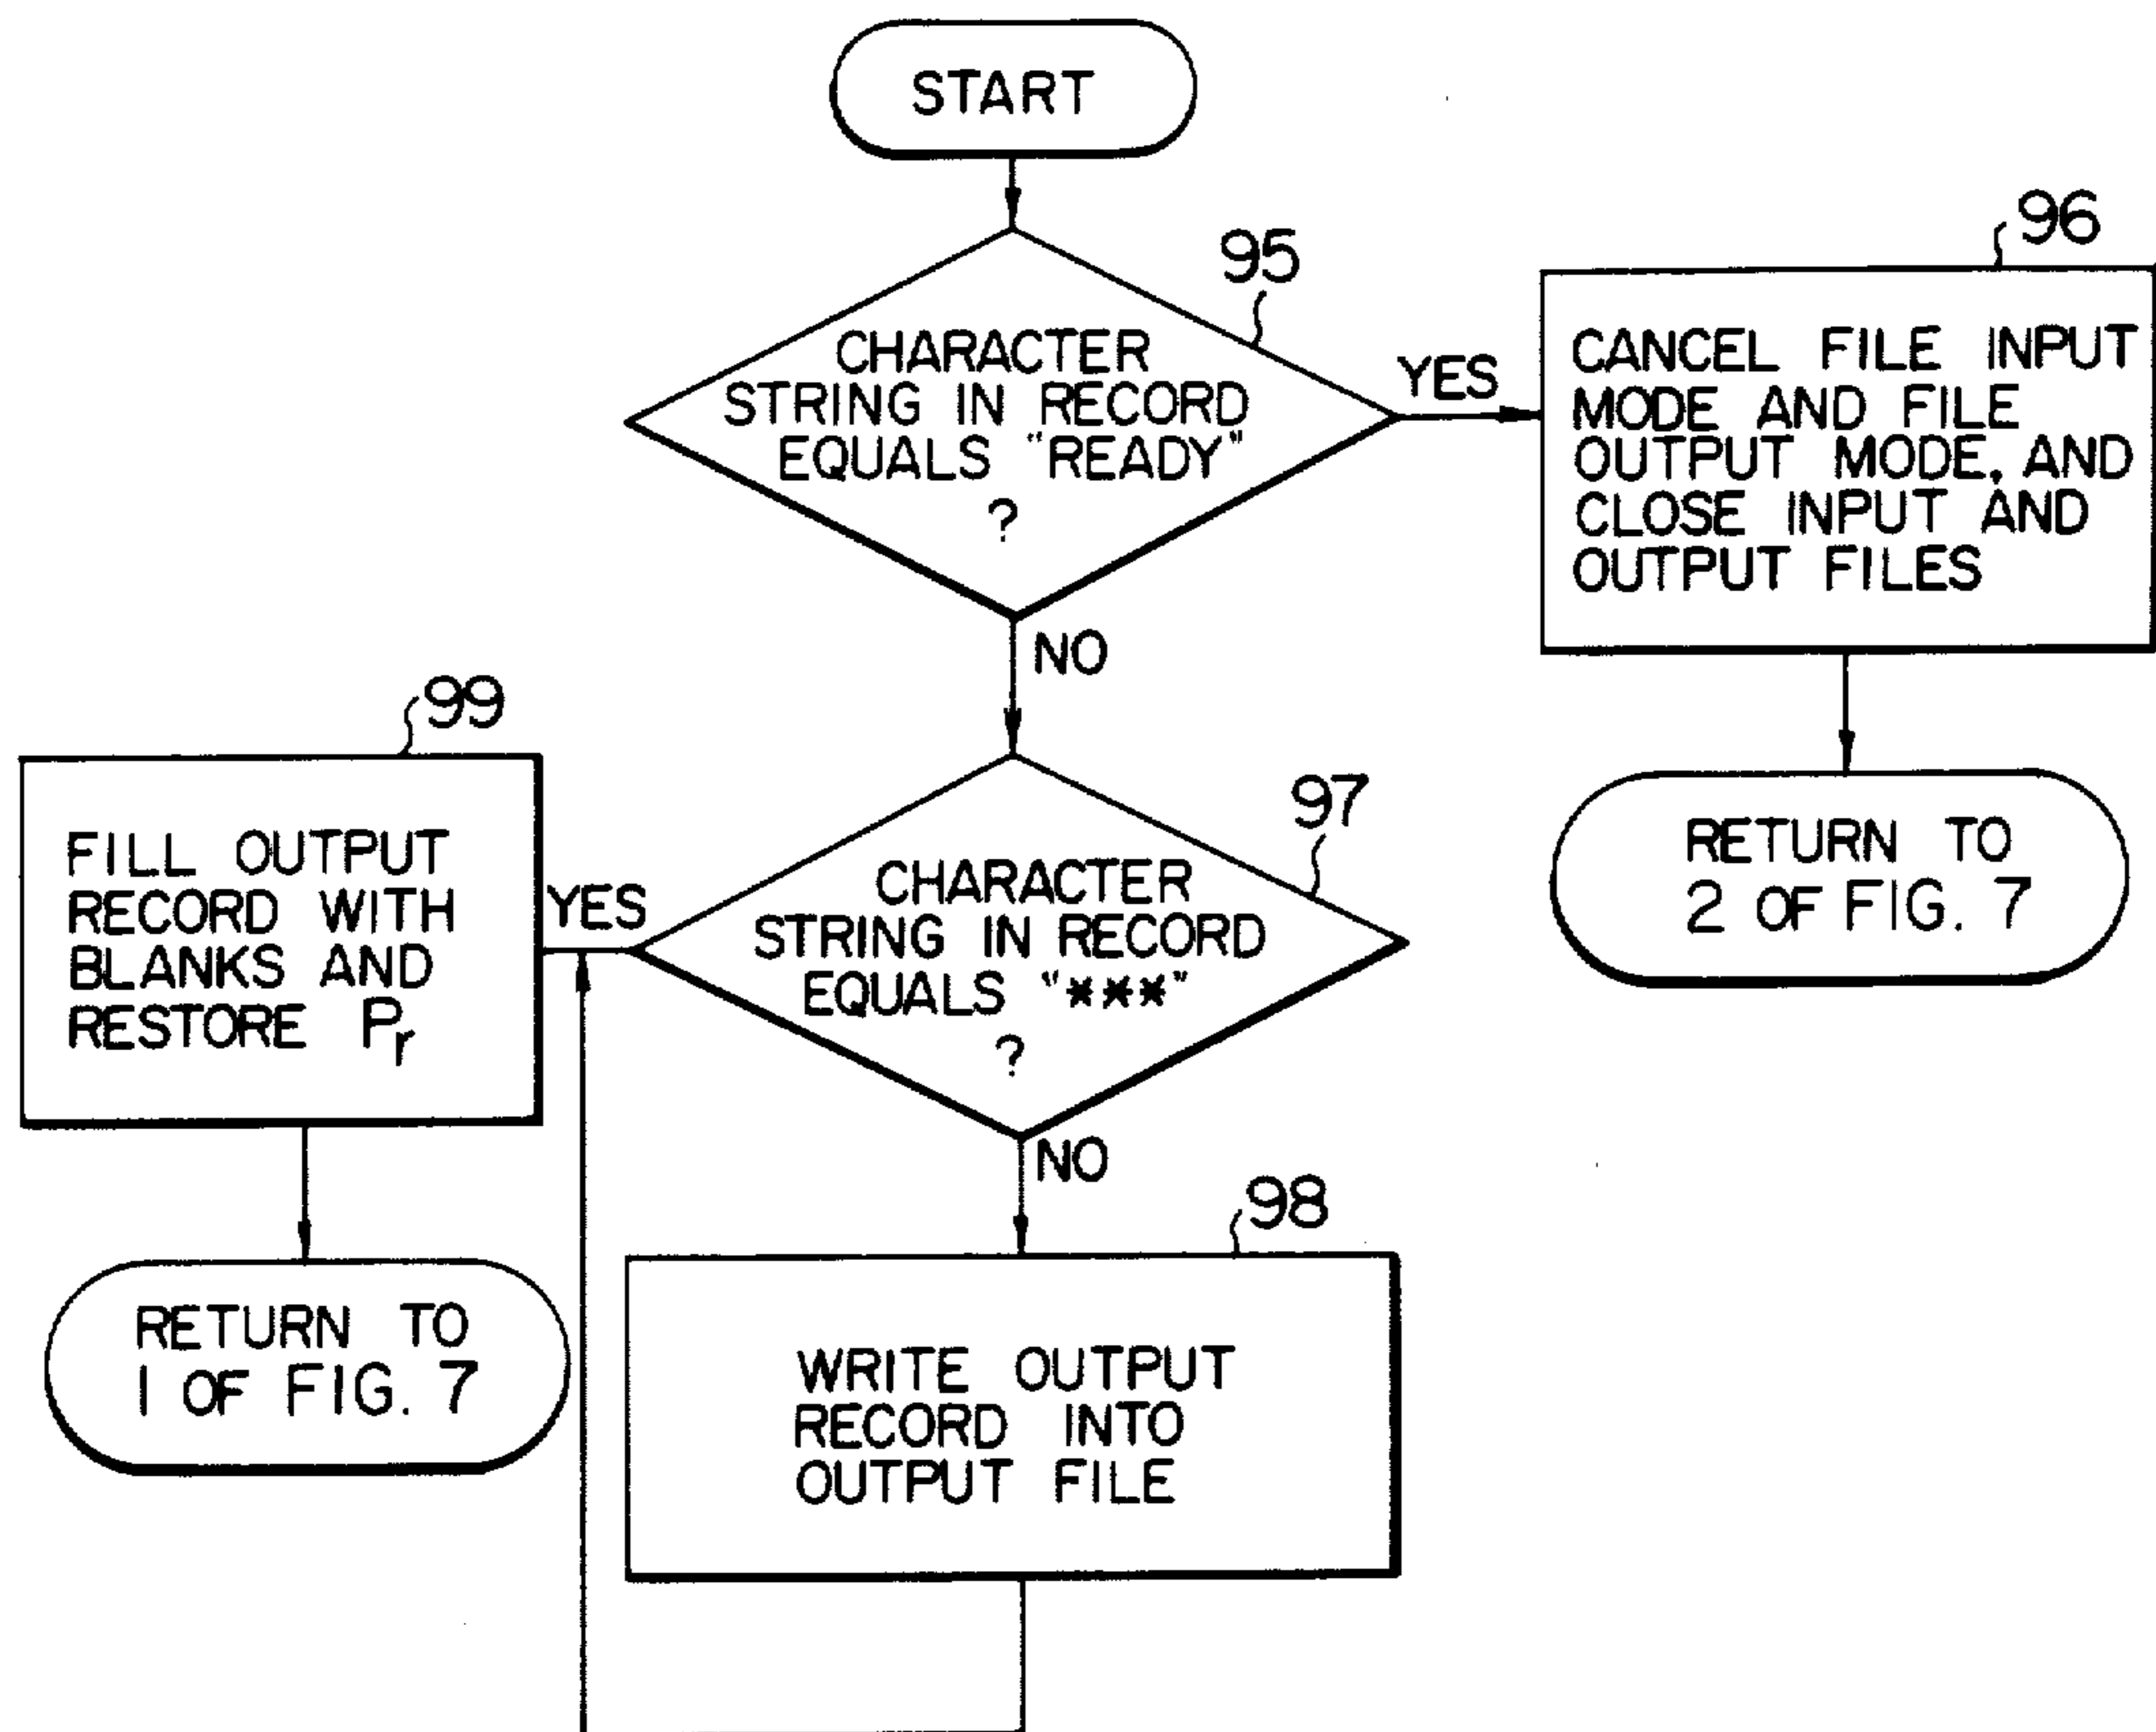 START
95
CHARACTER
STRING IN RECORD
EQUALS "READY"
?
YES
96
CANCEL FILE INPUT
MODE AND FILE
OUTPUT MODE, AND
CLOSE INPUT AND
OUTPUT FILES
RETURN TO
2 OF FIG. 7
NO
97
CHARACTER
STRING IN RECORD
EQUALS "***"
?
YES
99
FILL OUTPUT
RECORD WITH
BLANKS AND
RESTORE Pr
RETURN TO
1 OF FIG. 7
NO
98
WRITE OUTPUT
RECORD INTO
OUTPUT FILE